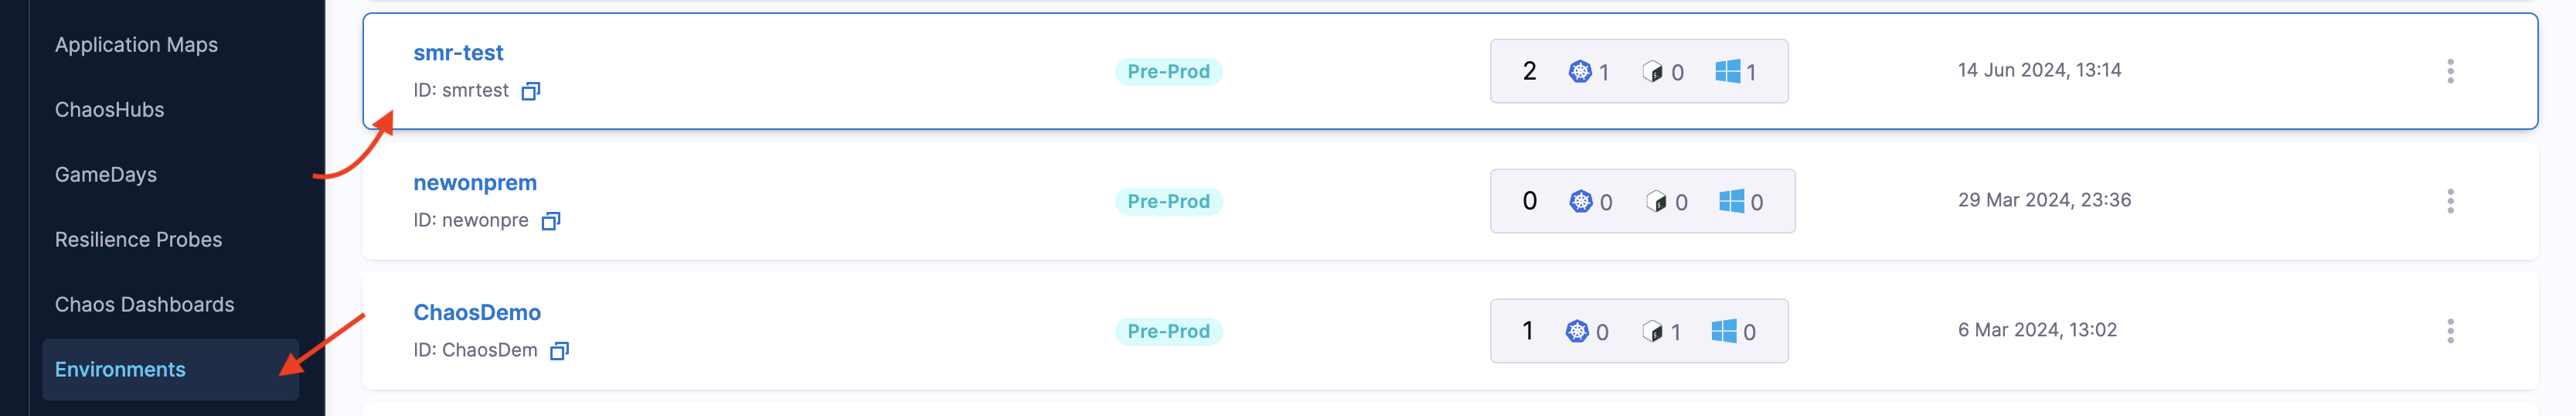 Application Maps
ChaosHubs
GameDays
Resilience Probes
Chaos Dashboards
Environments
smr-test
ID: smrtest
Pre-Prod
2 1 0 1
14 Jun 2024, 13:14
newonprem
ID: newonpre
Pre-Prod
0 0 0 0
29 Mar 2024, 23:36
ChaosDemo
ID: ChaosDem
Pre-Prod
1 0 1 0
6 Mar 2024, 13:02